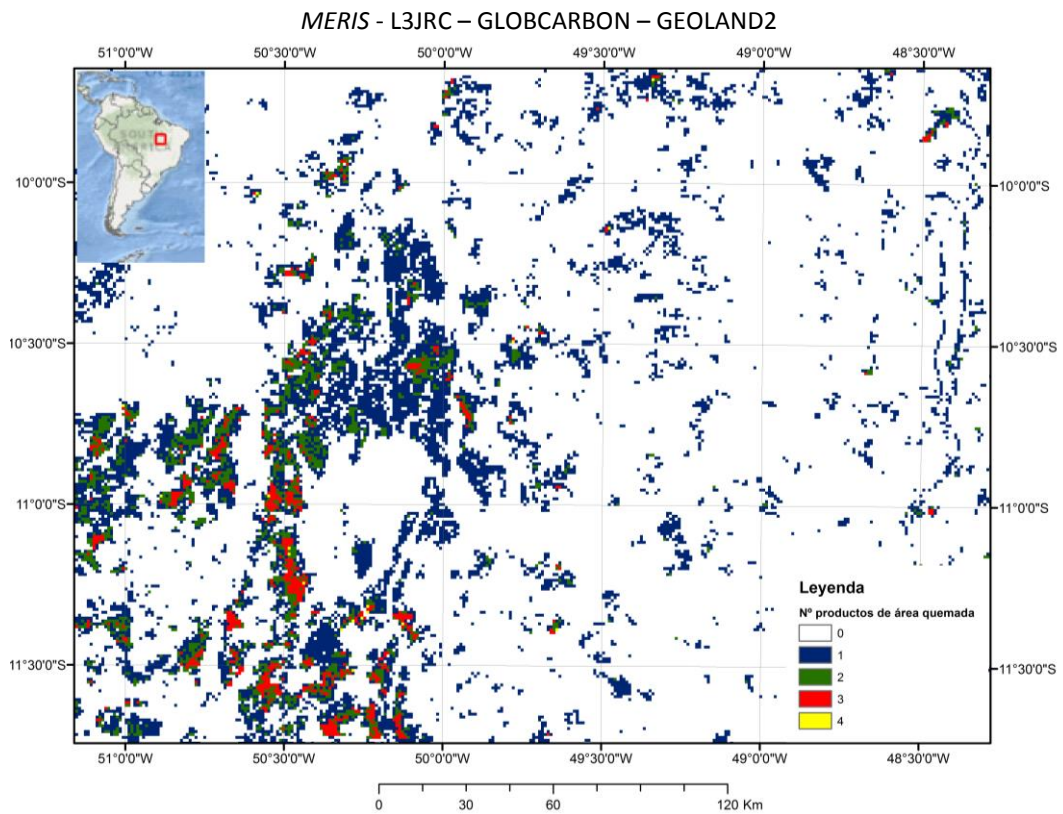 MERIS - L3JRC – GLOBCARBON – GEOLAND2
51°0'0"W 50°30'0"W 50°0'0"W 49°30'0"W 49°0'0"W 48°30'0"W
SOUTH
AMERICA
10°0'0"S 10°0'0"S
10°30'0"S 10°30'0"S
11°0'0"S 11°0'0"S
11°30'0"S 11°30'0"S
Leyenda
Nº productos de área quemada
0
1
2
3
4
51°0'0"W 50°30'0"W 50°0'0"W 49°30'0"W 49°0'0"W 48°30'0"W
0 30 60 120 Km